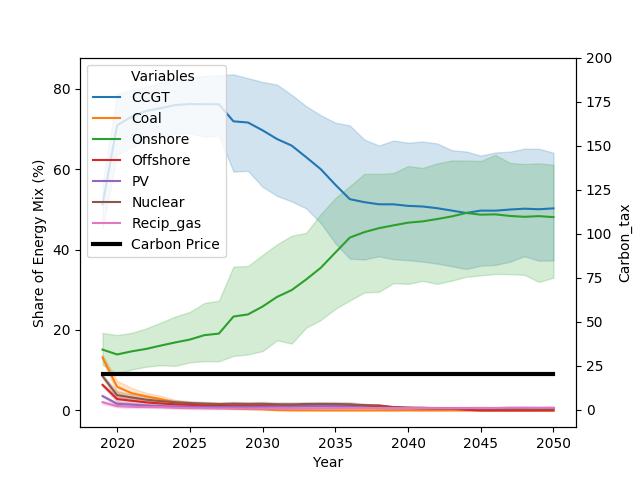 Variables
CCGT
Coal
Onshore
Offshore
PV
Nuclear
Recip_gas
Carbon Price
Share of Energy Mix (%)
80
60
40
20
0
200
175
150
125
100
75
50
25
0
Carbon_tax
2020 2025 2030 2035 2040 2045 2050
Year